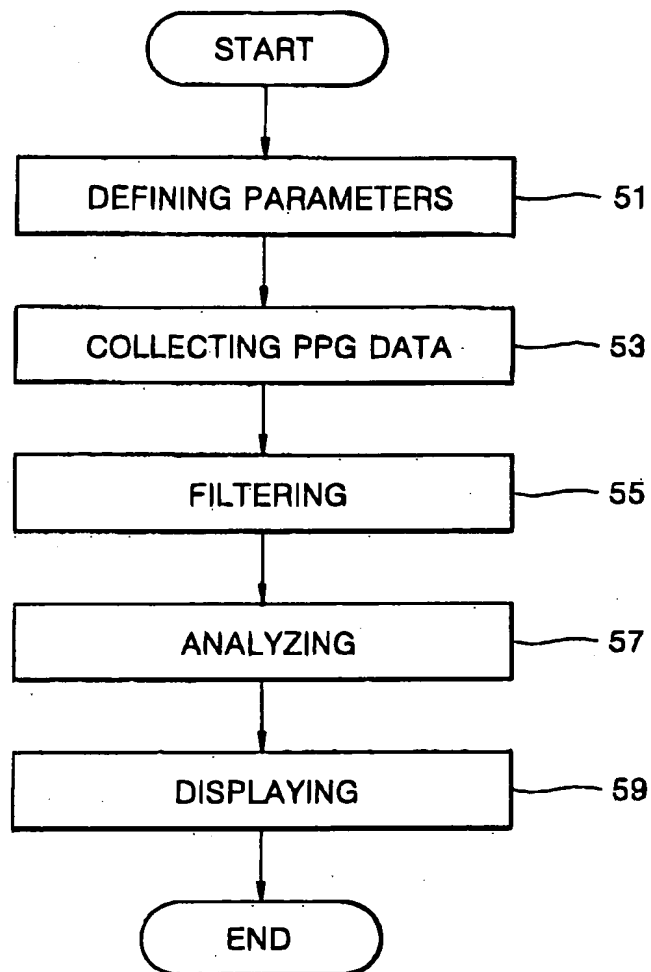 START
DEFINING PARAMETERS 51
COLLECTING PPG DATA 53
FILTERING 55
ANALYZING 57
DISPLAYING 59
END